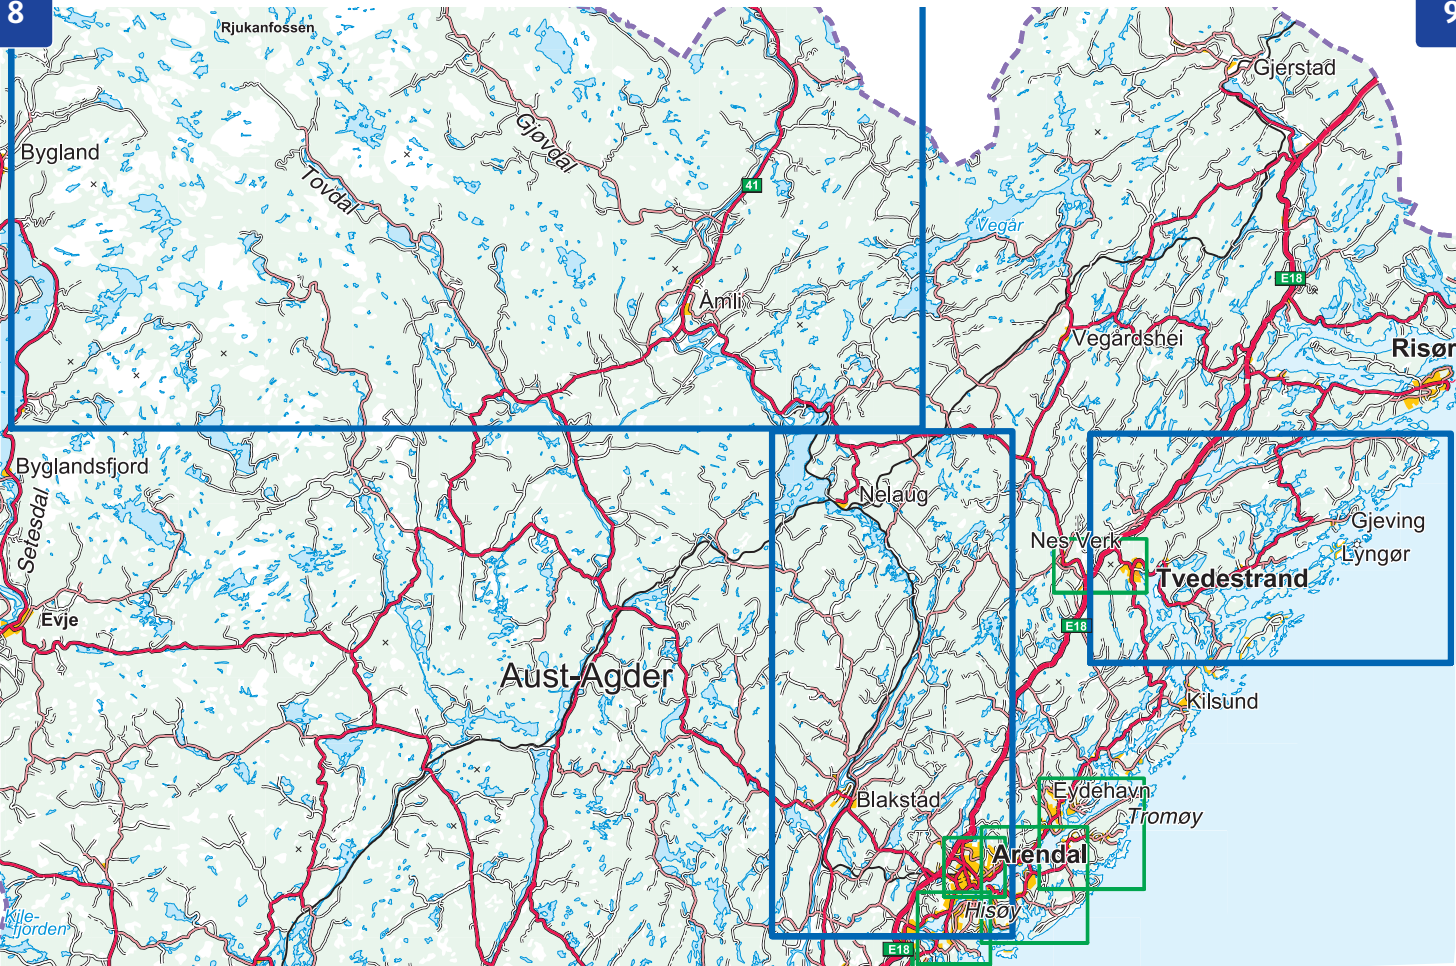 8
9
Rjukanfossen
Gjerstad
Gjøvdal
Bygland
Tovdal
41
Vegår
E18
Åmli
Vegårdshei
Risør
Byglandsfjord
Setesdal
Nelaug
Gjeving
Nes Verk
Lyngør
Tvedestrand
Evje
E18
Aust-Agder
Kilsund
Eydehavn
Blakstad
Tromøy
Arendal
Hisøy
Kile-
fjorden
E18